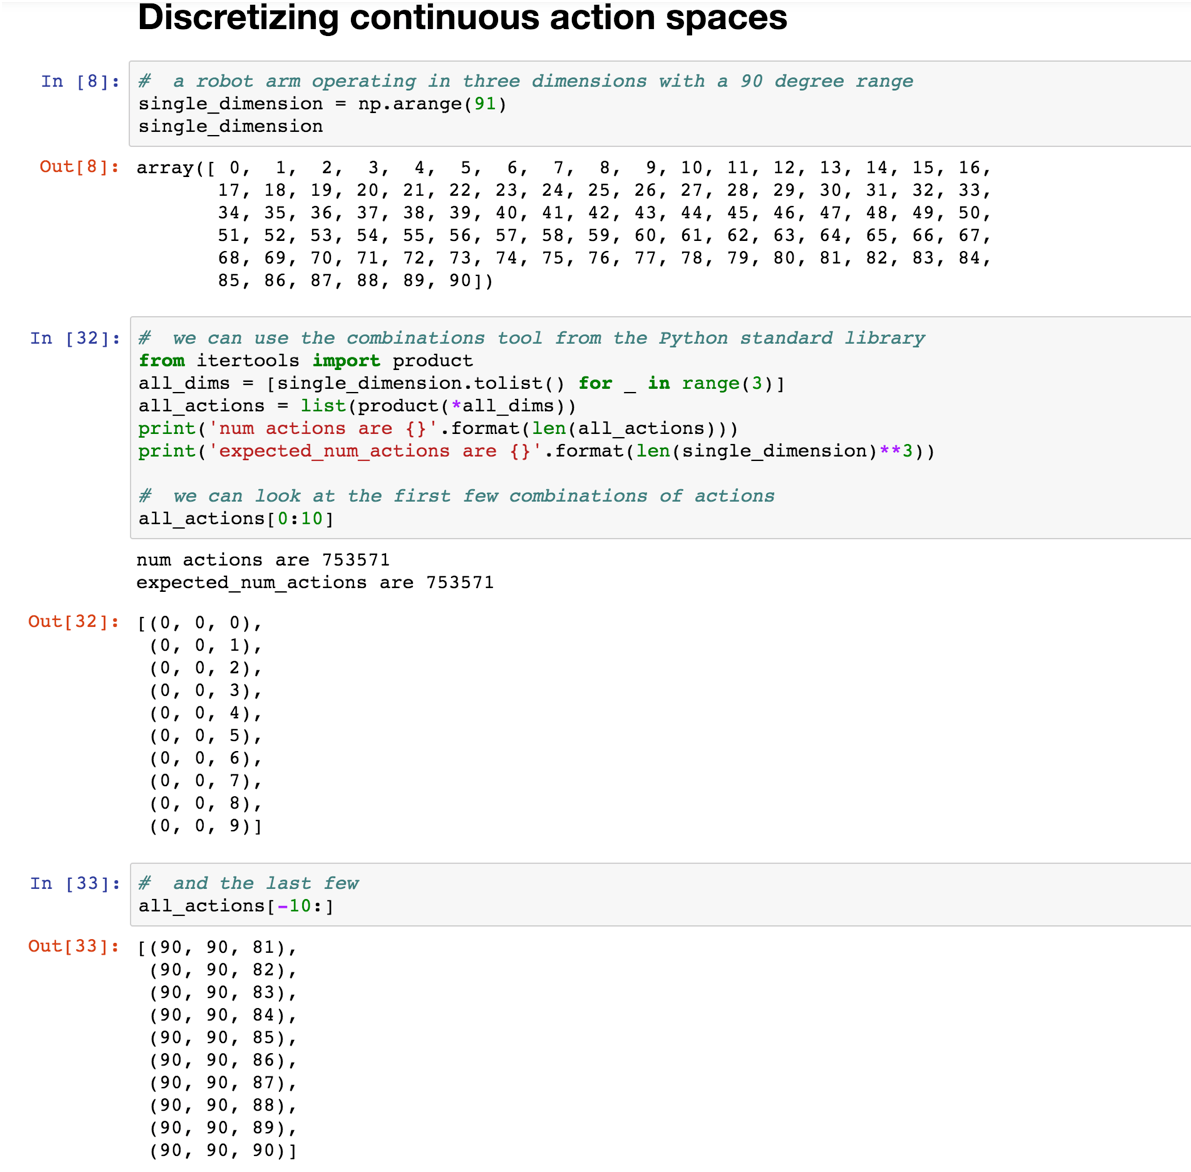 Discretizing continuous action spaces
In [8]: #  a robot arm operating in three dimensions with a 90 degree range
single_dimension = np.arange(91)
single_dimension
Out[8]: array([ 0,  1,  2,  3,  4,  5,  6,  7,  8,  9, 10, 11, 12, 13, 14, 15, 16,
17, 18, 19, 20, 21, 22, 23, 24, 25, 26, 27, 28, 29, 30, 31, 32, 33,
34, 35, 36, 37, 38, 39, 40, 41, 42, 43, 44, 45, 46, 47, 48, 49, 50,
51, 52, 53, 54, 55, 56, 57, 58, 59, 60, 61, 62, 63, 64, 65, 66, 67,
68, 69, 70, 71, 72, 73, 74, 75, 76, 77, 78, 79, 80, 81, 82, 83, 84,
85, 86, 87, 88, 89, 90])
In [32]: #  we can use the combinations tool from the Python standard library
from itertools import product
all_dims = [single_dimension.tolist() for _ in range(3)]
all_actions = list(product(*all_dims))
print('num actions are {}'.format(len(all_actions)))
print('expected_num_actions are {}'.format(len(single_dimension)**3))
#  we can look at the first few combinations of actions
all_actions[0:10]
num actions are 753571
expected_num_actions are 753571
Out[32]: [(0, 0, 0),
(0, 0, 1),
(0, 0, 2),
(0, 0, 3),
(0, 0, 4),
(0, 0, 5),
(0, 0, 6),
(0, 0, 7),
(0, 0, 8),
(0, 0, 9)]
In [33]: #  and the last few
all_actions[-10:]
Out[33]: [(90, 90, 81),
(90, 90, 82),
(90, 90, 83),
(90, 90, 84),
(90, 90, 85),
(90, 90, 86),
(90, 90, 87),
(90, 90, 88),
(90, 90, 89),
(90, 90, 90)]